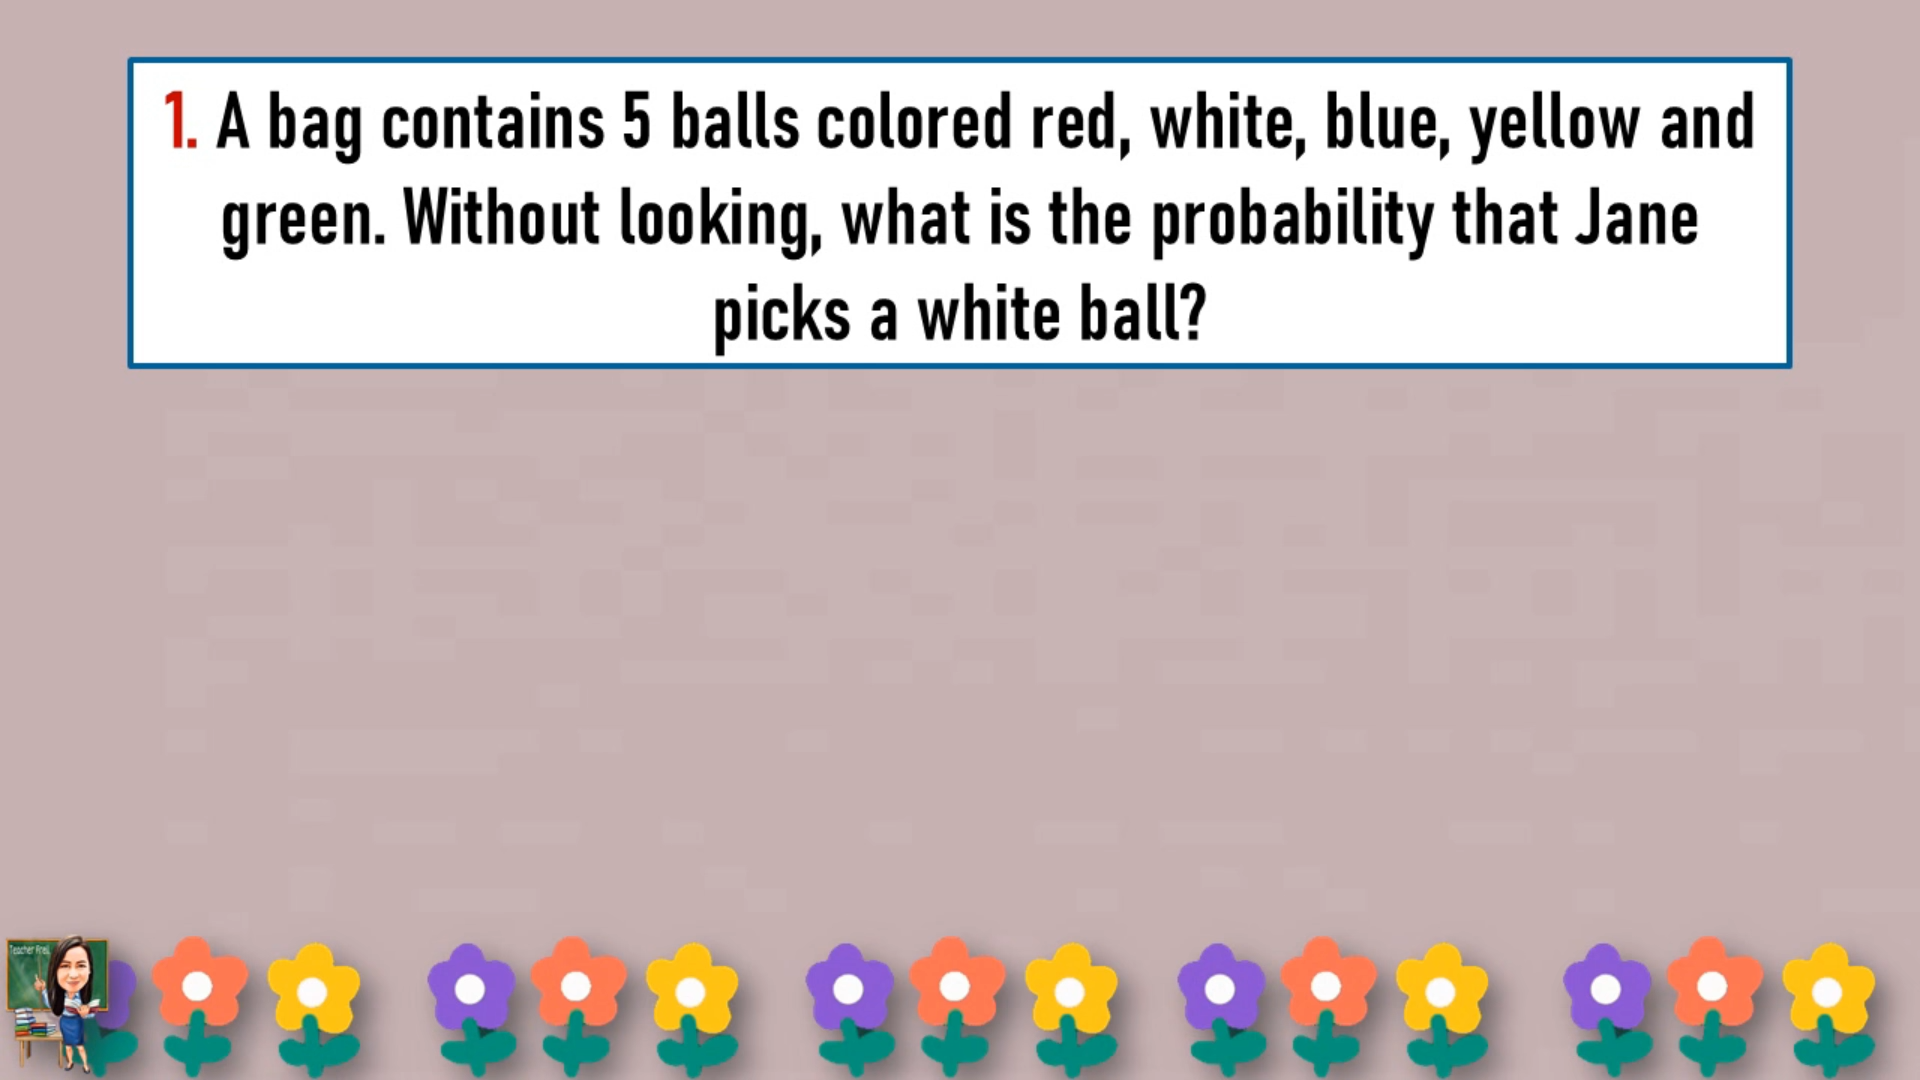 1. A bag contains 5 balls colored red, white, blue, yellow and
green. Without looking, what is the probability that Jane
picks a white ball?